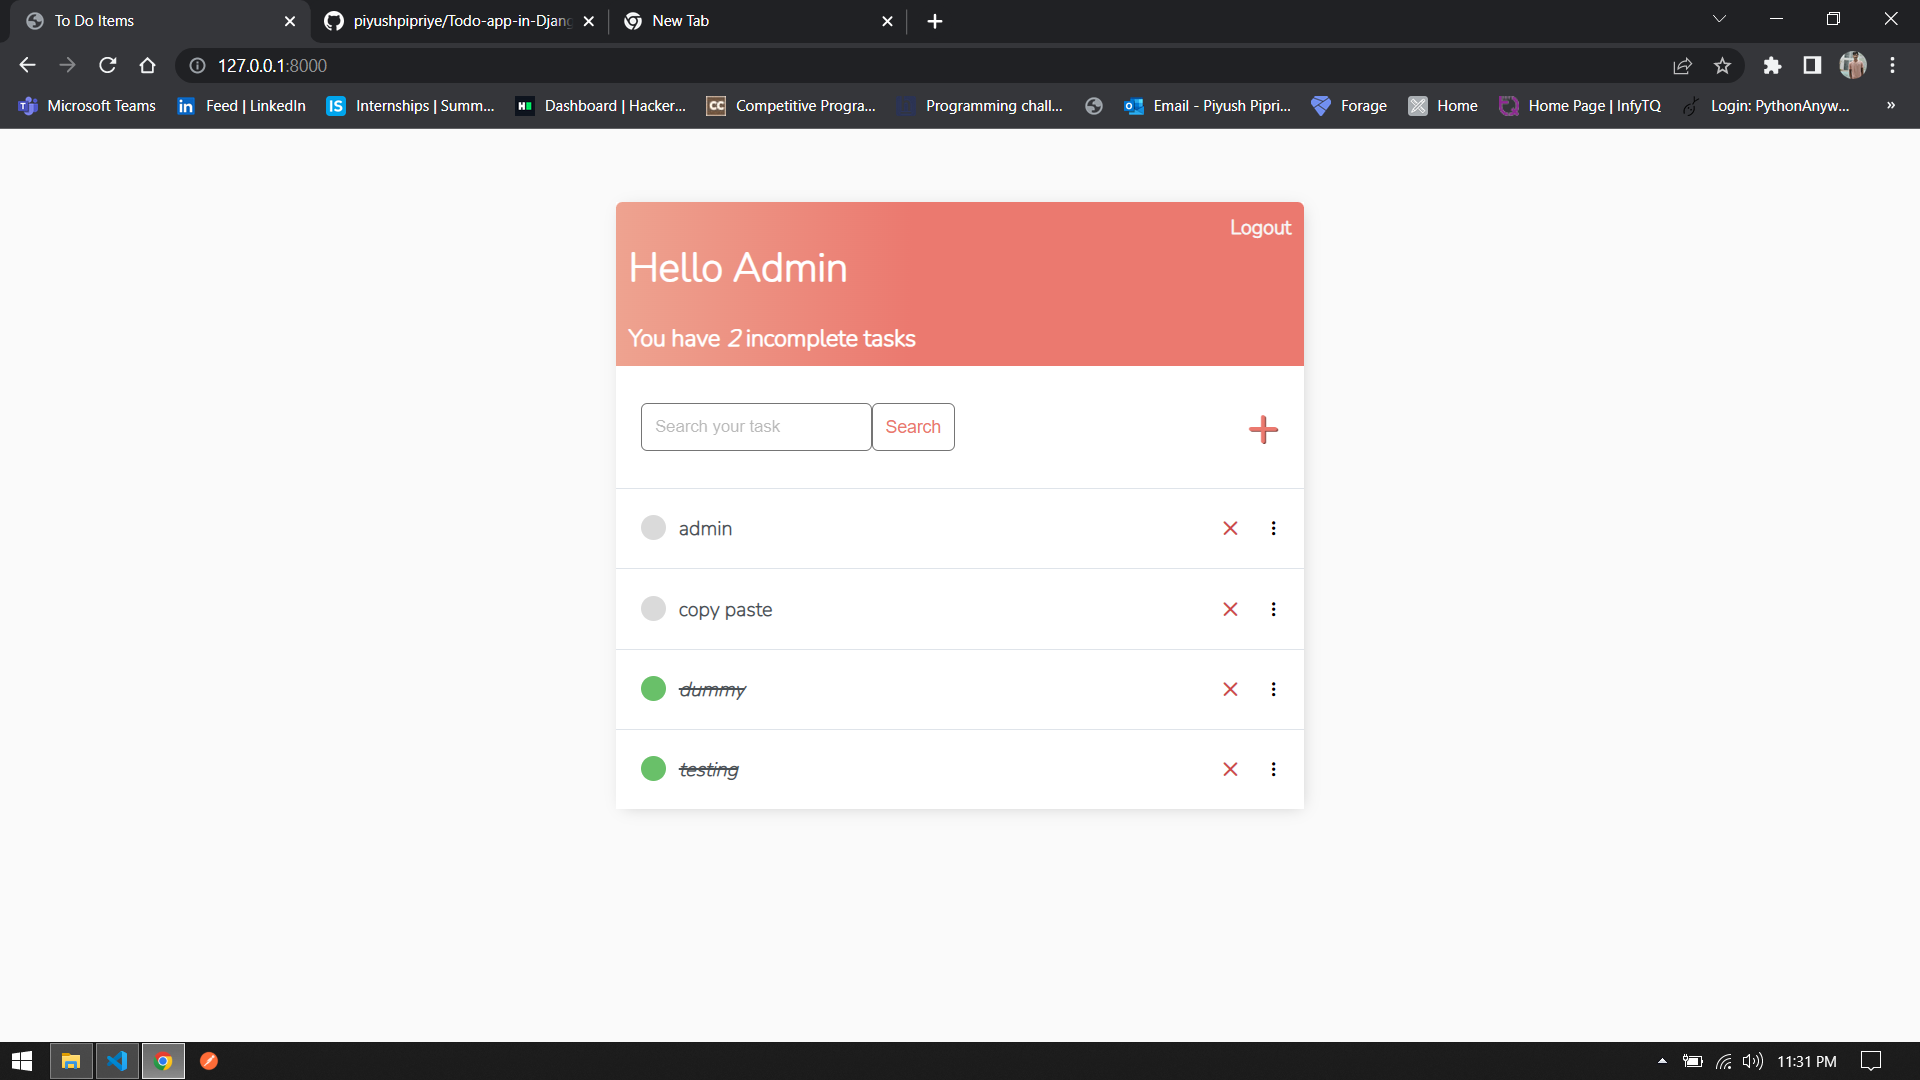 To Do Items
piyushpipriye/Todo-app-in-Djang
New Tab
127.0.0.1:8000
Microsoft Teams
Feed | LinkedIn
Internships | Summ...
Dashboard | Hacker...
Competitive Progra...
Programming chall...
Email - Piyush Pipri...
Forage
Home
Home Page | InfyTQ
Login: PythonAnyw...
»
Logout
Hello Admin
You have 2 incomplete tasks
Search your task
Search
admin
copy paste
dummy
testing
11:31 PM